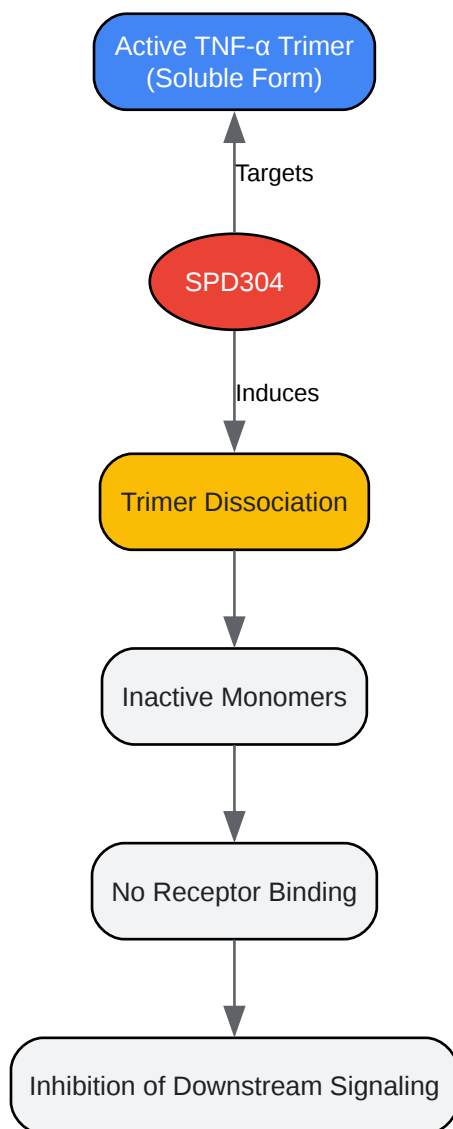 Active TNF-α Trimer
(Soluble Form)
Targets
SPD304
Induces
Trimer Dissociation
Inactive Monomers
No Receptor Binding
Inhibition of Downstream Signaling